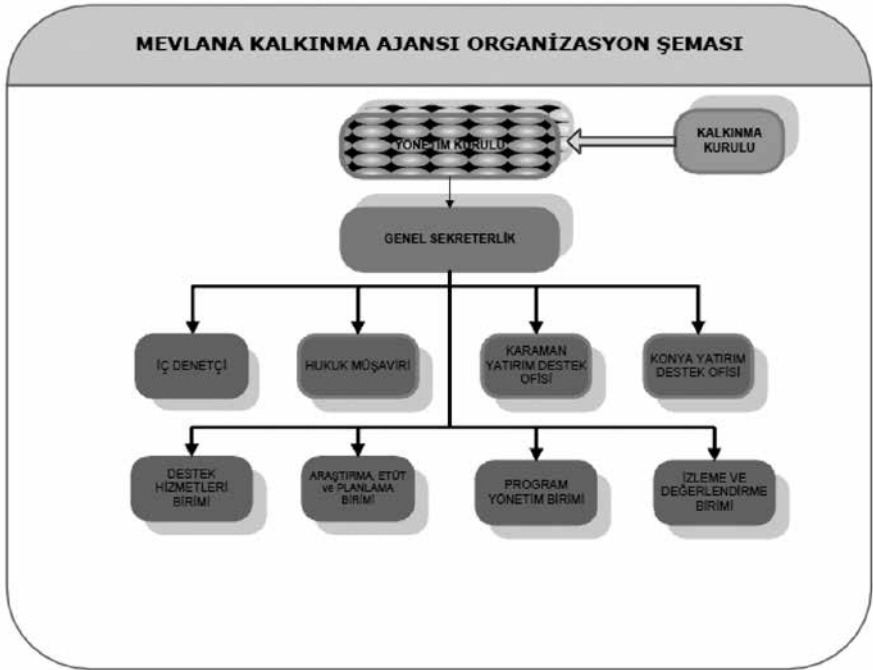 MEVLANA KALKINMA AJANSI ORGANİZASYON ŞEMASI
YÖNETİM KURULU
KALKINMA
KURULU
GENEL SEKRETERLİK
İÇ DENETÇİ
HUKUK MÜŞAVİRİ
KARAMAN
YATIRIM DESTEK
OFİSİ
KONYA YATIRIM
DESTEK OFİSİ
DESTEK
HİZMETLERİ
BİRİMİ
ARAŞTIRMA, ETÜT
ve PLANLAMA
BİRİMİ
PROGRAM
YÖNETİM BİRİMİ
İZLEME VE
DEĞERLENDİRME
BİRİMİ